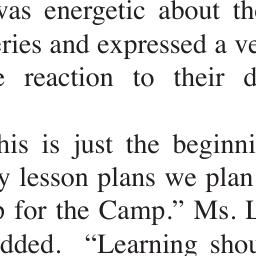 was energetic about th
eries and expressed a ve
e reaction to their d
his is just the beginni
y lesson plans we plan
p for the Camp.” Ms. L
dded. “Learning shou